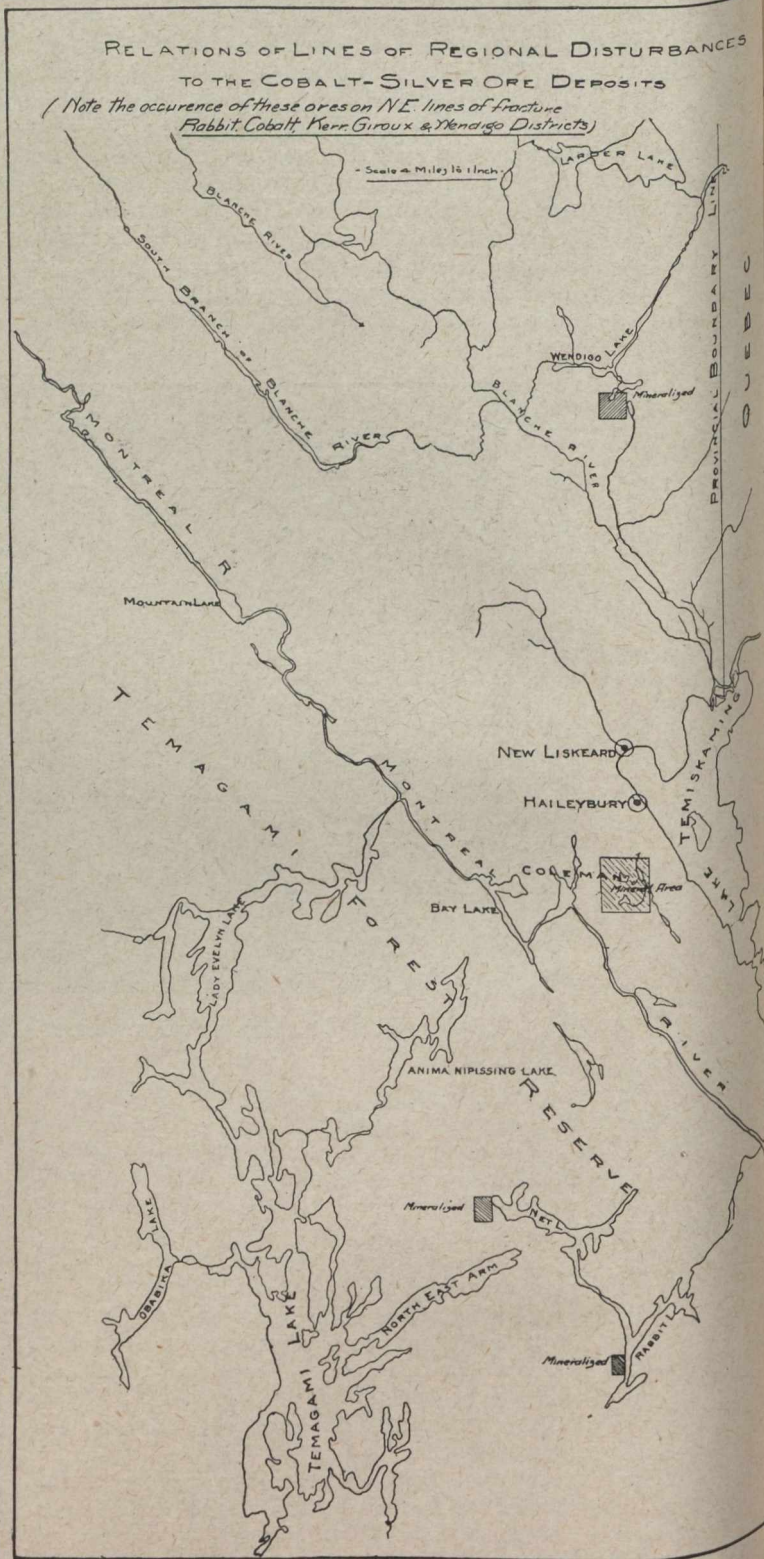 RELATIONS OF LINES OF REGIONAL DISTURBANCES
TO THE COBALT-SILVER ORE DEPOSITS
( Note the occurence of these ores on N.E. lines of fracture
Rabbit, Cobalt, Kerr, Giroux & Wendigo Districts)
- Scale 4 Miles to 1 Inch -
LARDER LAKE
BLANCHE RIVER
SOUTH BRANCH OF BLANCHE RIVER
PROVINCIAL BOUNDARY LINE
QUEBEC
WENDIGO LAKE
Mineralized
BLANCHE RIVER
MONTREAL R
MOUNTAIN LAKE
TEMAGAMI FOREST RESERVE
NEW LISKEARD
HAILEYBURY
LAKE TEMISKAMING
MONTREAL RIVER
COLEMAN
Mineral Area
BAY LAKE
LADY EVELYN LAKE
ANIMA NIPISSING LAKE
Mineralized
NET L
OBABIKA LAKE
NORTH EAST ARM
TEMAGAMI LAKE
RABBIT L
Mineralized